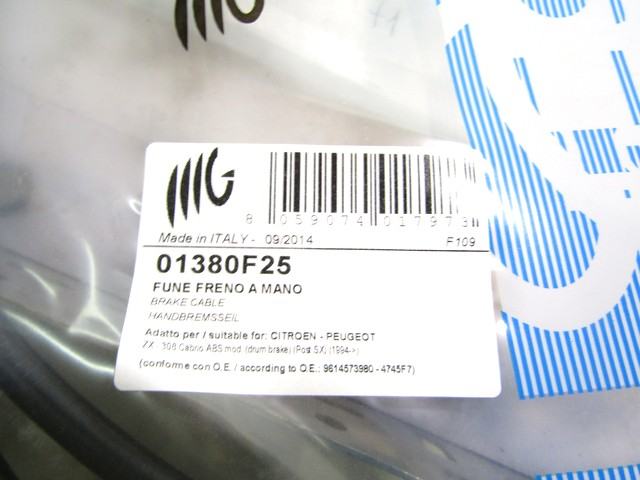 MG
MG
8 059074 017973
Made in ITALY - 09/2014 F109
01380F25
FUNE FRENO A MANO
BRAKE CABLE
HANDBREMSSEIL
Adatto per / suitable for: CITROEN - PEUGEOT
ZX - 306 Cabrio ABS mod. (drum brake) (Post SX) (1994->)
(conforme con O.E. / according to O.E.: 9614573980 - 4745F7)